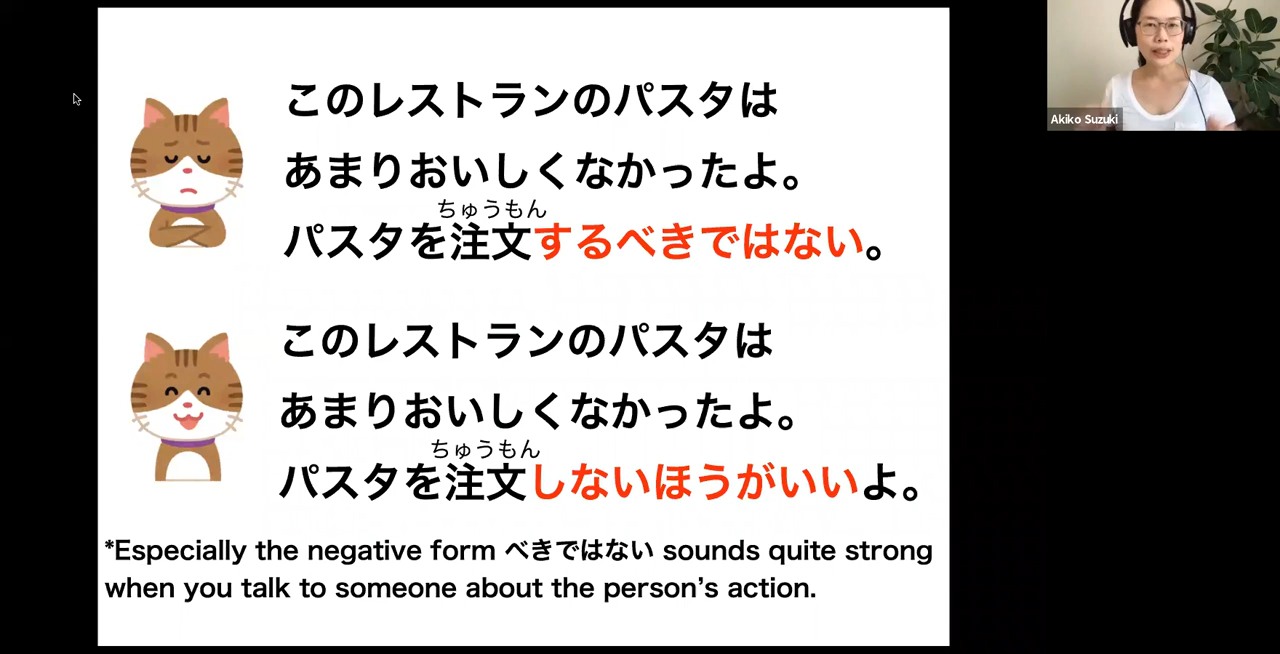 このレストランのパスタは
あまりおいしくなかったよ。
ちゅうもん
パスタを注文するべきではない。
このレストランのパスタは
あまりおいしくなかったよ。
ちゅうもん
パスタを注文しないほうがいいよ。
*Especially the negative form べきではない sounds quite strong
when you talk to someone about the person's action.
Akiko Suzuki